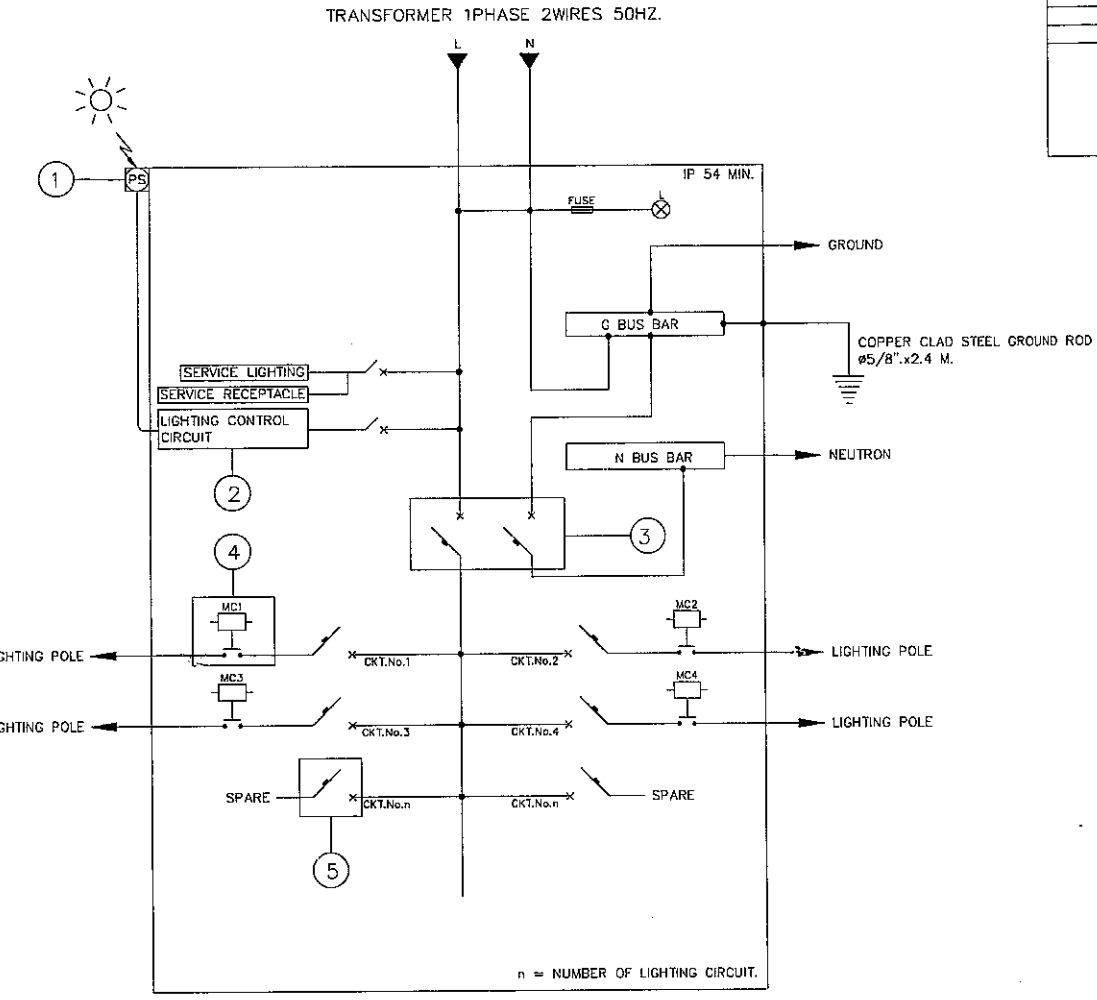 TRANSFORMER 1PHASE 2WIRES 50HZ.
L N
1 PS
IP 54 MIN.
FUSE L
GROUND
G BUS BAR
COPPER CLAD STEEL GROUND ROD
ø5/8".x2.4 M.
SERVICE LIGHTING
SERVICE RECEPTACLE
LIGHTING CONTROL
CIRCUIT
N BUS BAR NEUTRON
2
3
4
MC1 MC2
GHTING POLE CKT.No.1 CKT.No.2 LIGHTING POLE
MC3 MC4
GHTING POLE CKT.No.3 CKT.No.4 LIGHTING POLE
SPARE CKT.No.n CKT.No.n SPARE
5
n = NUMBER OF LIGHTING CIRCUIT.